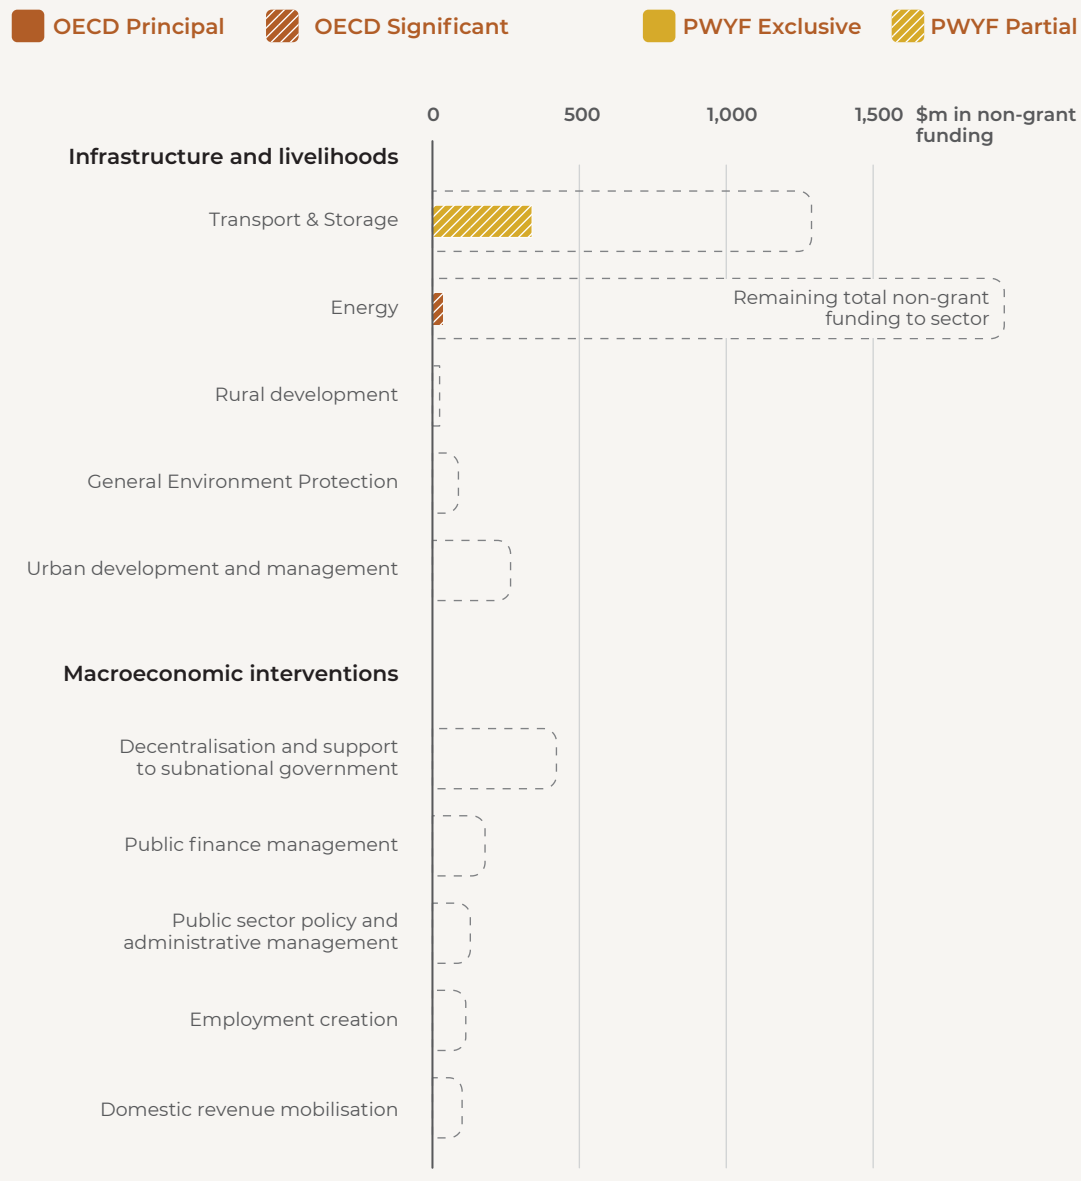 OECD Principal
OECD Significant
PWYF Exclusive
PWYF Partial
0
500
1,000
1,500
$m in non-grant
funding
Infrastructure and livelihoods
Transport & Storage
Energy
Remaining total non-grant
funding to sector
Rural development
General Environment Protection
Urban development and management
Macroeconomic interventions
Decentralisation and support
to subnational government
Public finance management
Public sector policy and
administrative management
Employment creation
Domestic revenue mobilisation